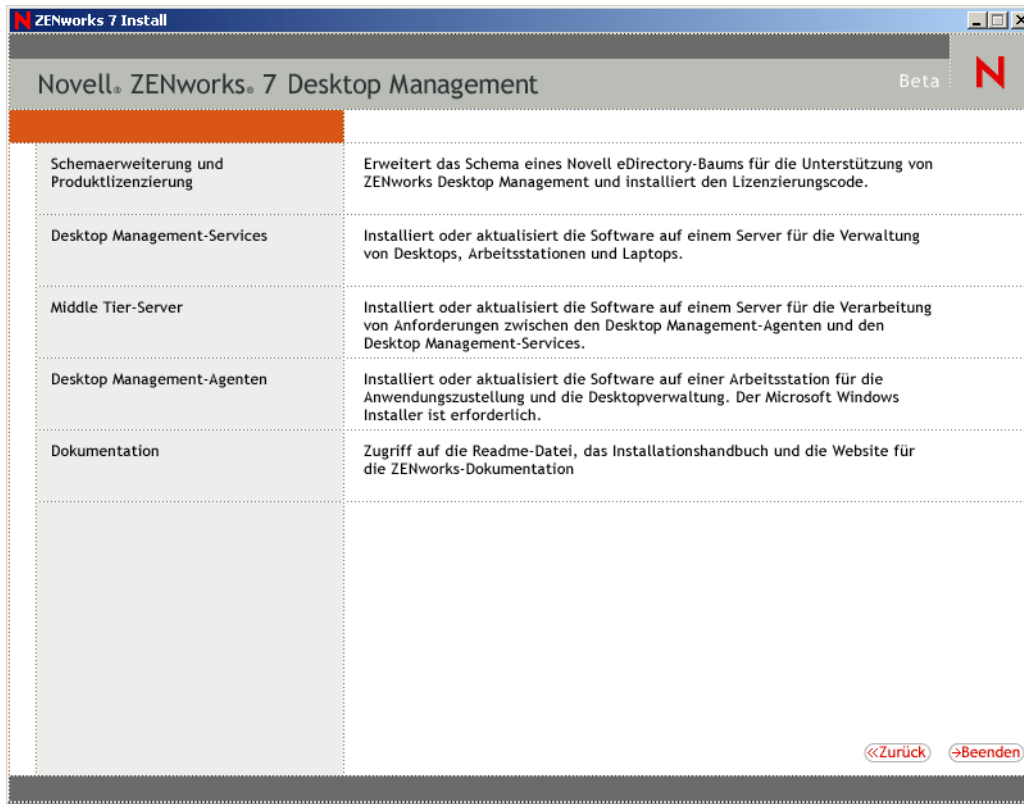 ZENworks 7 Install
Novell® ZENworks® 7 Desktop Management
Beta
N
Schemaerweiterung und
Produktlizenzierung
Erweitert das Schema eines Novell eDirectory-Baums für die Unterstützung von
ZENworks Desktop Management und installiert den Lizenzierungscode.
Desktop Management-Services
Installiert oder aktualisiert die Software auf einem Server für die Verwaltung
von Desktops, Arbeitsstationen und Laptops.
Middle Tier-Server
Installiert oder aktualisiert die Software auf einem Server für die Verarbeitung
von Anforderungen zwischen den Desktop Management-Agenten und den
Desktop Management-Services.
Desktop Management-Agenten
Installiert oder aktualisiert die Software auf einer Arbeitsstation für die
Anwendungszustellung und die Desktopverwaltung. Der Microsoft Windows
Installer ist erforderlich.
Dokumentation
Zugriff auf die Readme-Datei, das Installationshandbuch und die Website für
die ZENworks-Dokumentation
«Zurück
→Beenden